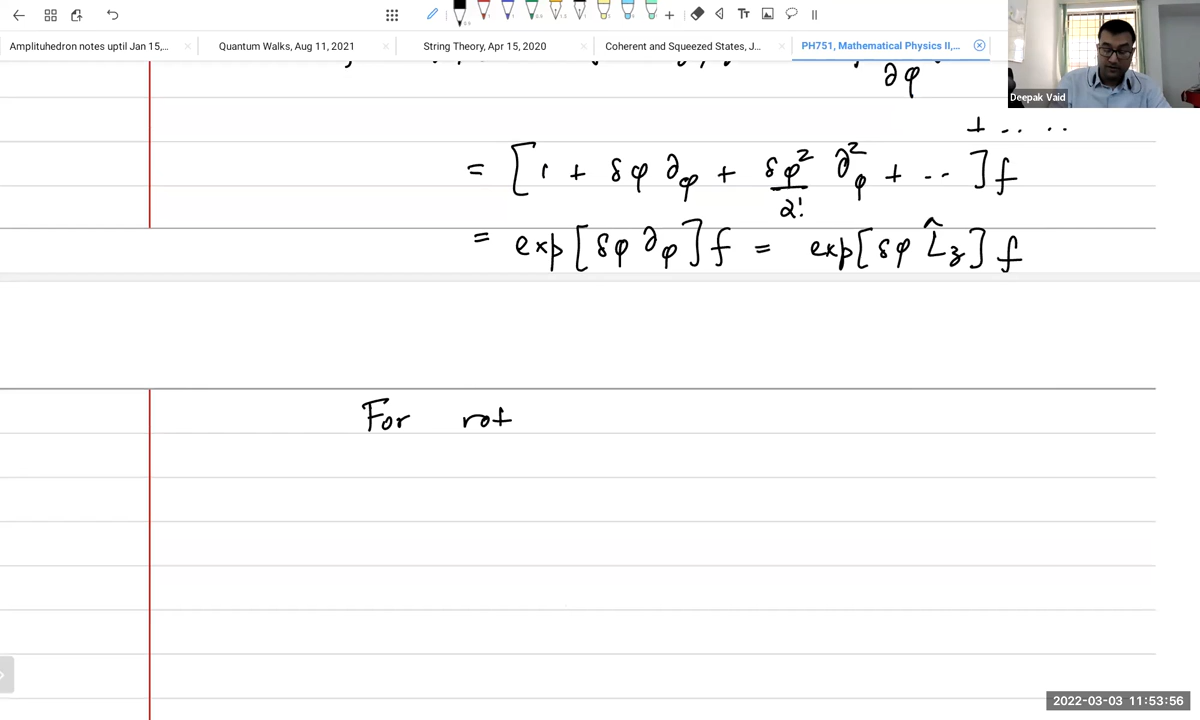 Amplituhedron notes uptil Jan 15,... Quantum Walks, Aug 11, 2021 String Theory, Apr 15, 2020 Coherent and Squeezed States, J... PH751, Mathematical Physics II,...
Deepak Vaid
∂φ
+ .. ..
= [1 + δφ ∂φ + δφ²/2! ∂²φ + .. ] f
= exp[δφ ∂φ] f = exp[δφ L̂z] f
For rot
2022-03-03 11:53:56